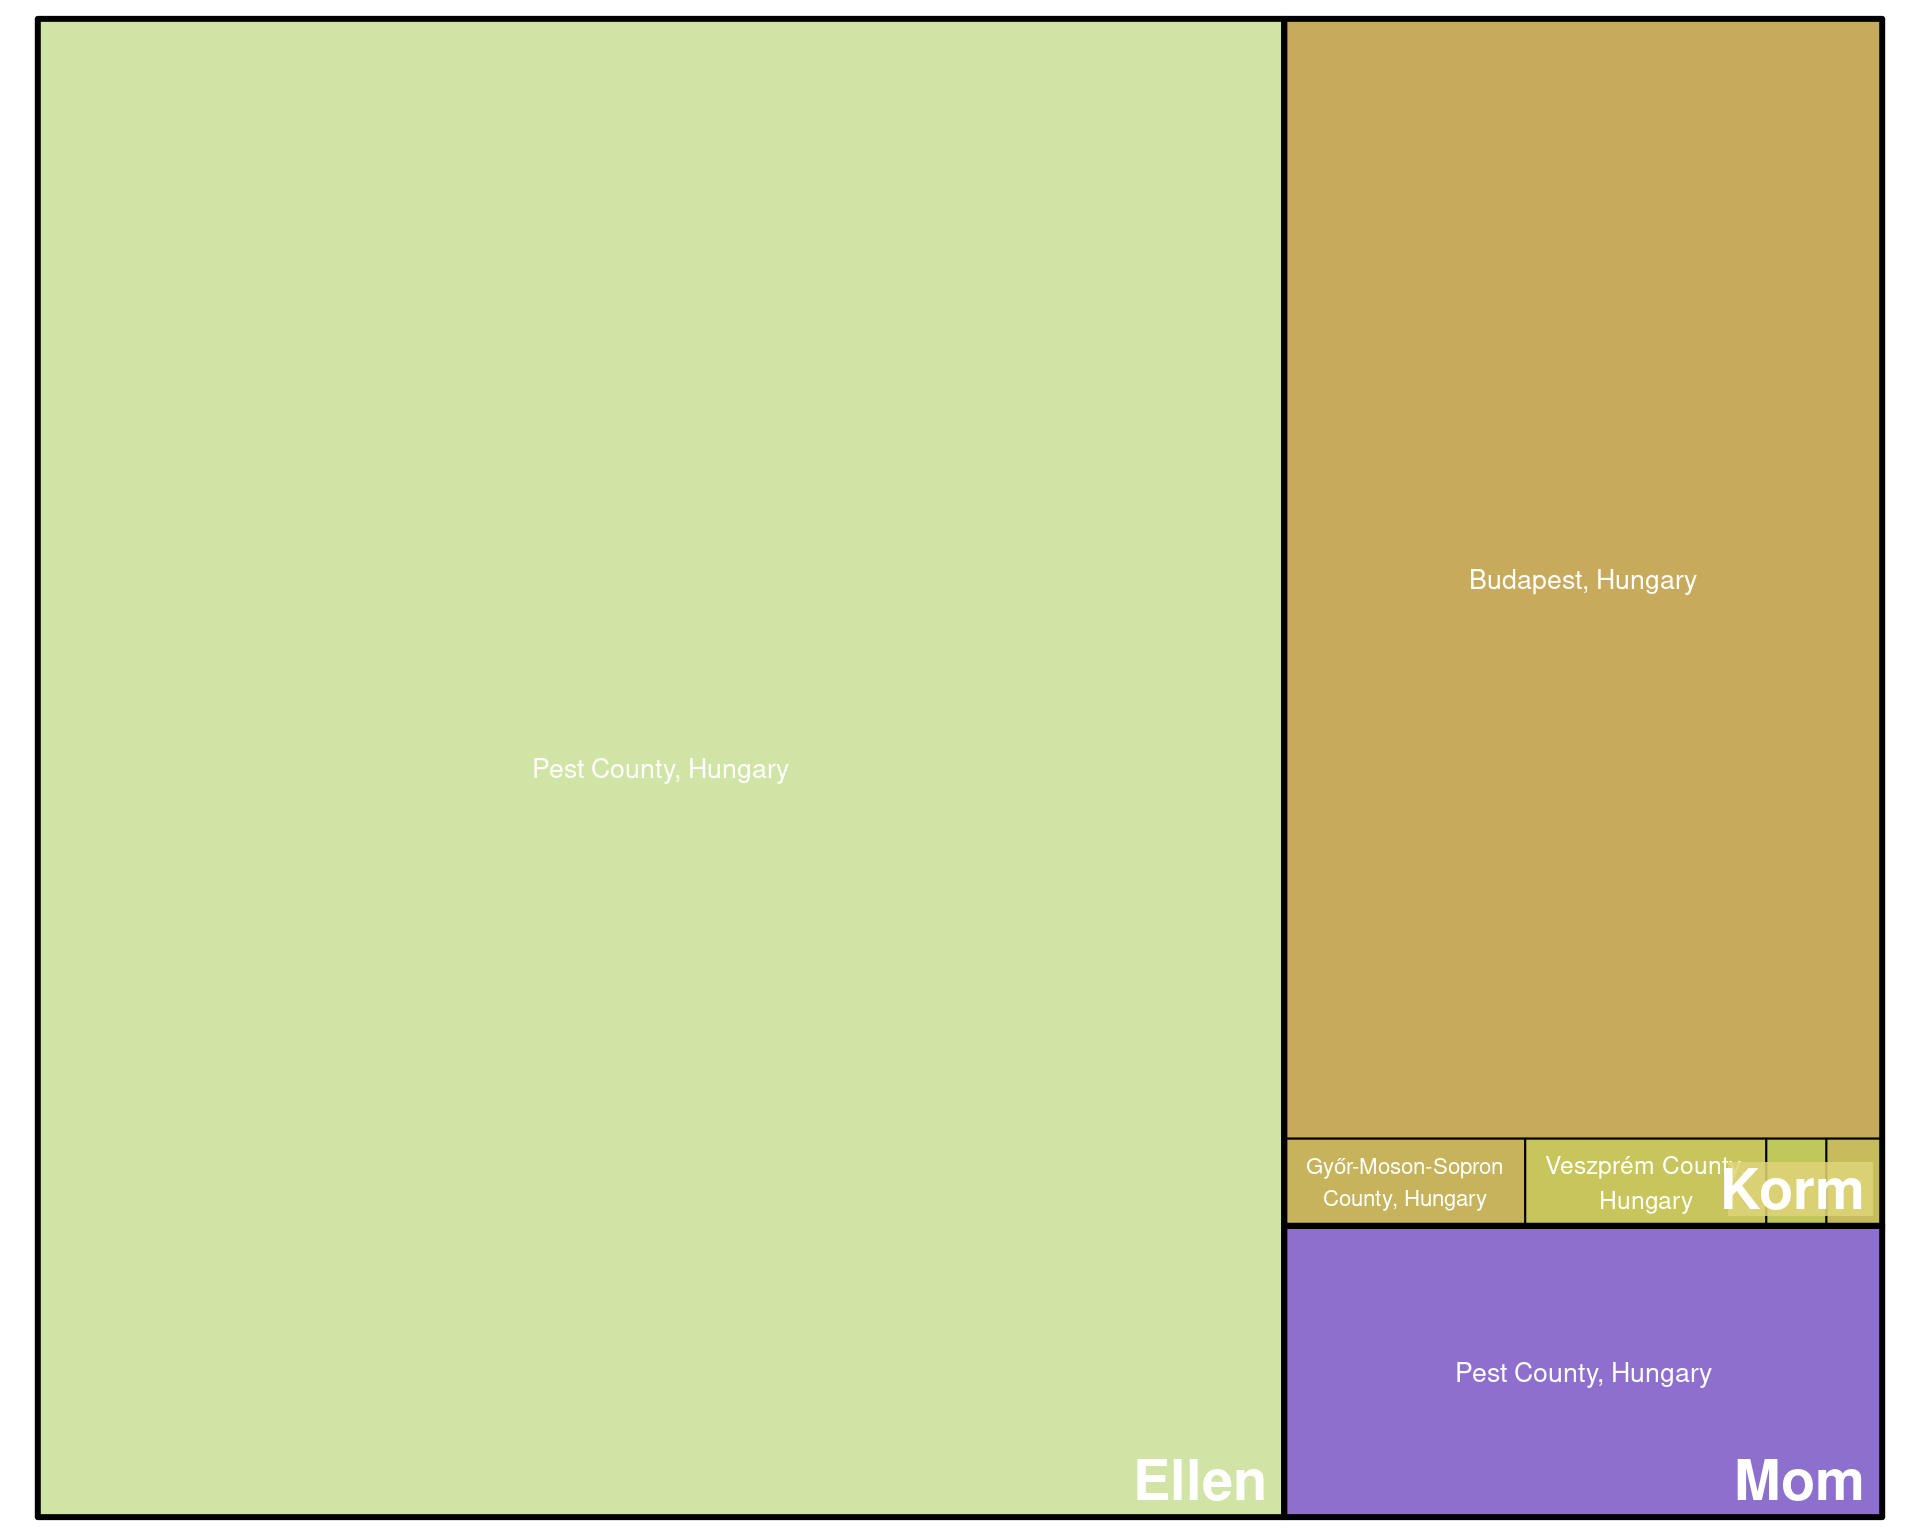 Pest County, Hungary
Ellen
Budapest, Hungary
Győr-Moson-Sopron
County, Hungary
Veszprém County
Hungary
Korm
Pest County, Hungary
Mom